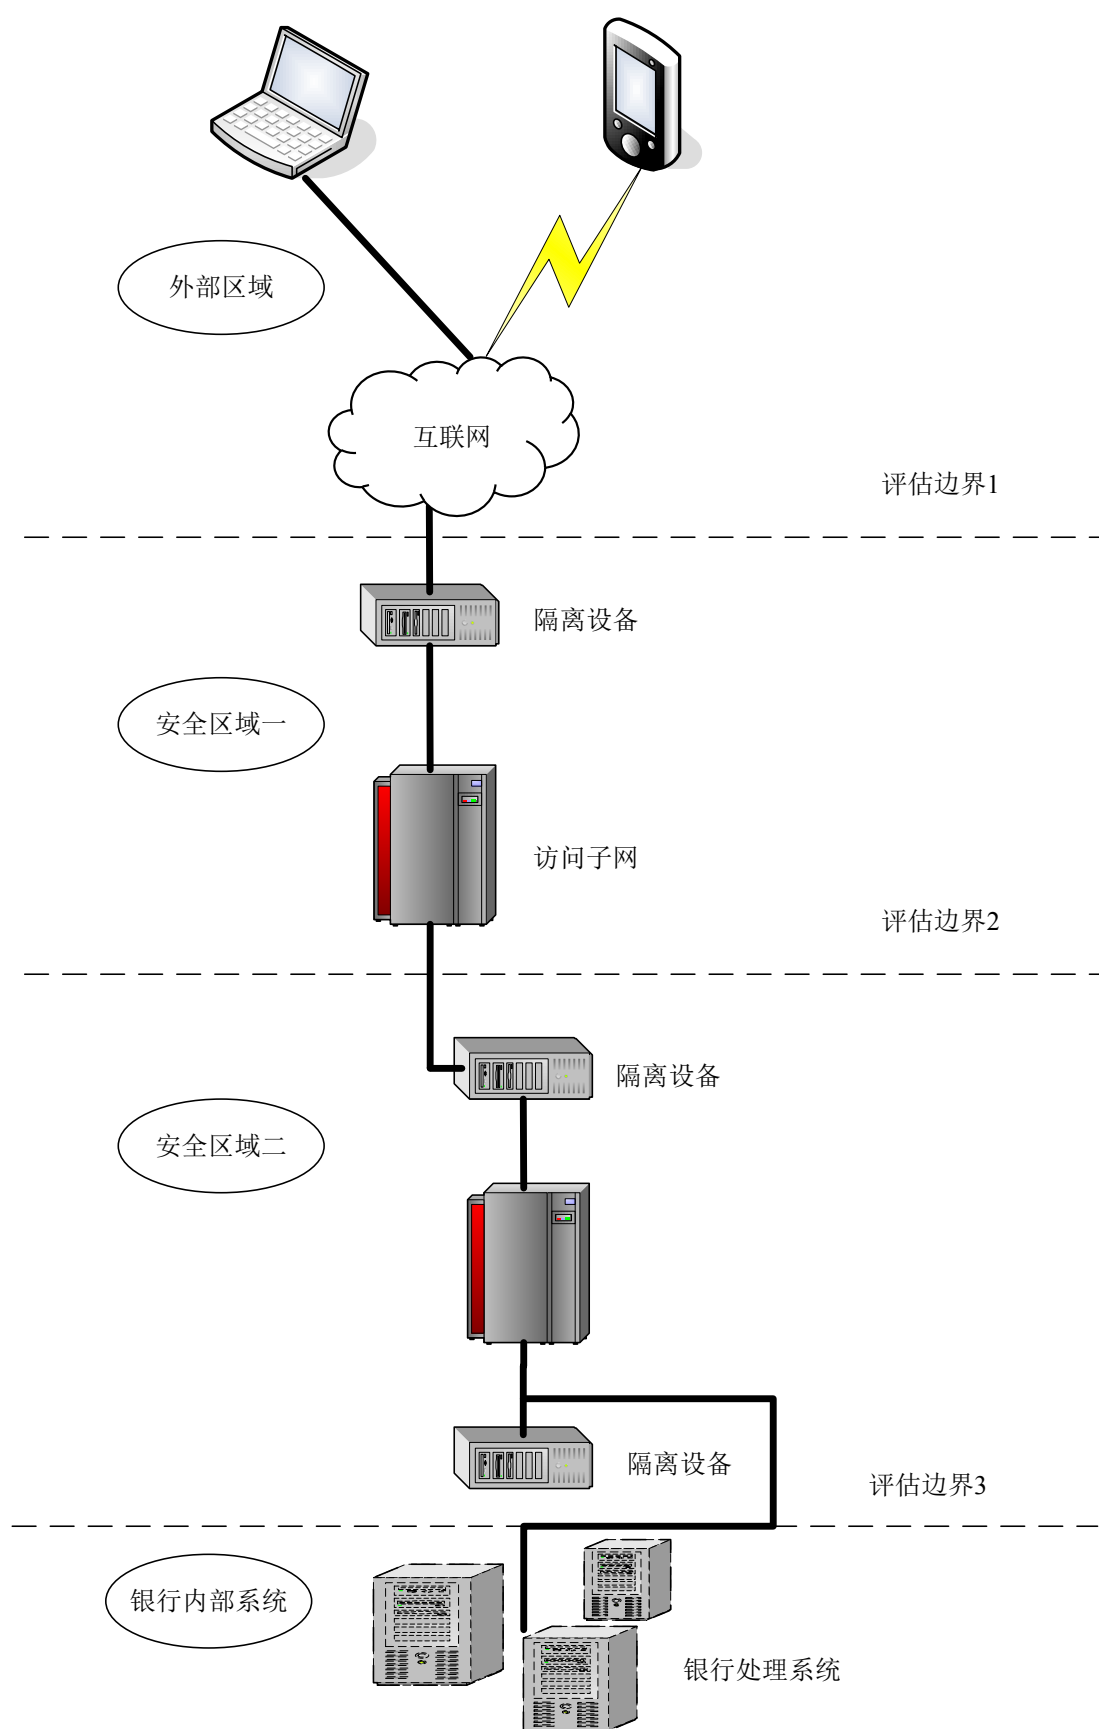 外部区域
互联网
评估边界1
隔离设备
安全区域一
访问子网
评估边界2
隔离设备
安全区域二
隔离设备
评估边界3
银行内部系统
银行处理系统